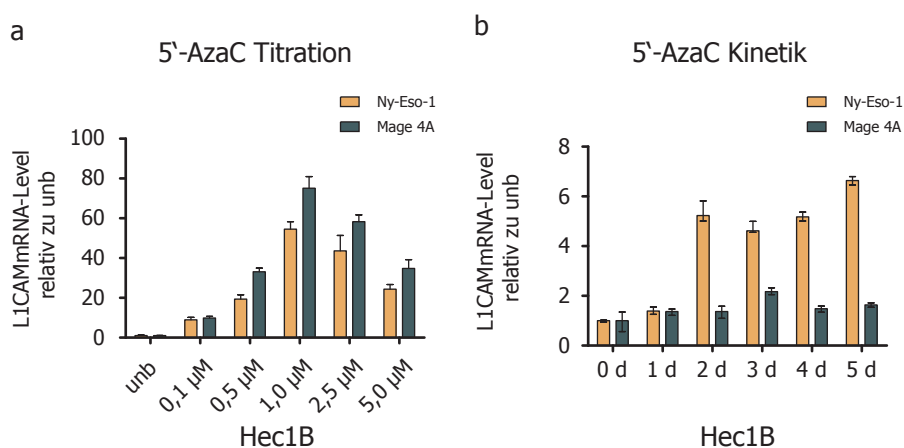 a
5‘-AzaC Titration
Ny-Eso-1
Mage 4A
L1CAMmRNA-Level
relativ zu unb
100
80
60
40
20
0
unb
0,1 µM
0,5 µM
1,0 µM
2,5 µM
5,0 µM
Hec1B
b
5‘-AzaC Kinetik
Ny-Eso-1
Mage 4A
L1CAMmRNA-Level
relativ zu unb
8
6
4
2
0
0 d 1 d 2 d 3 d 4 d 5 d
Hec1B